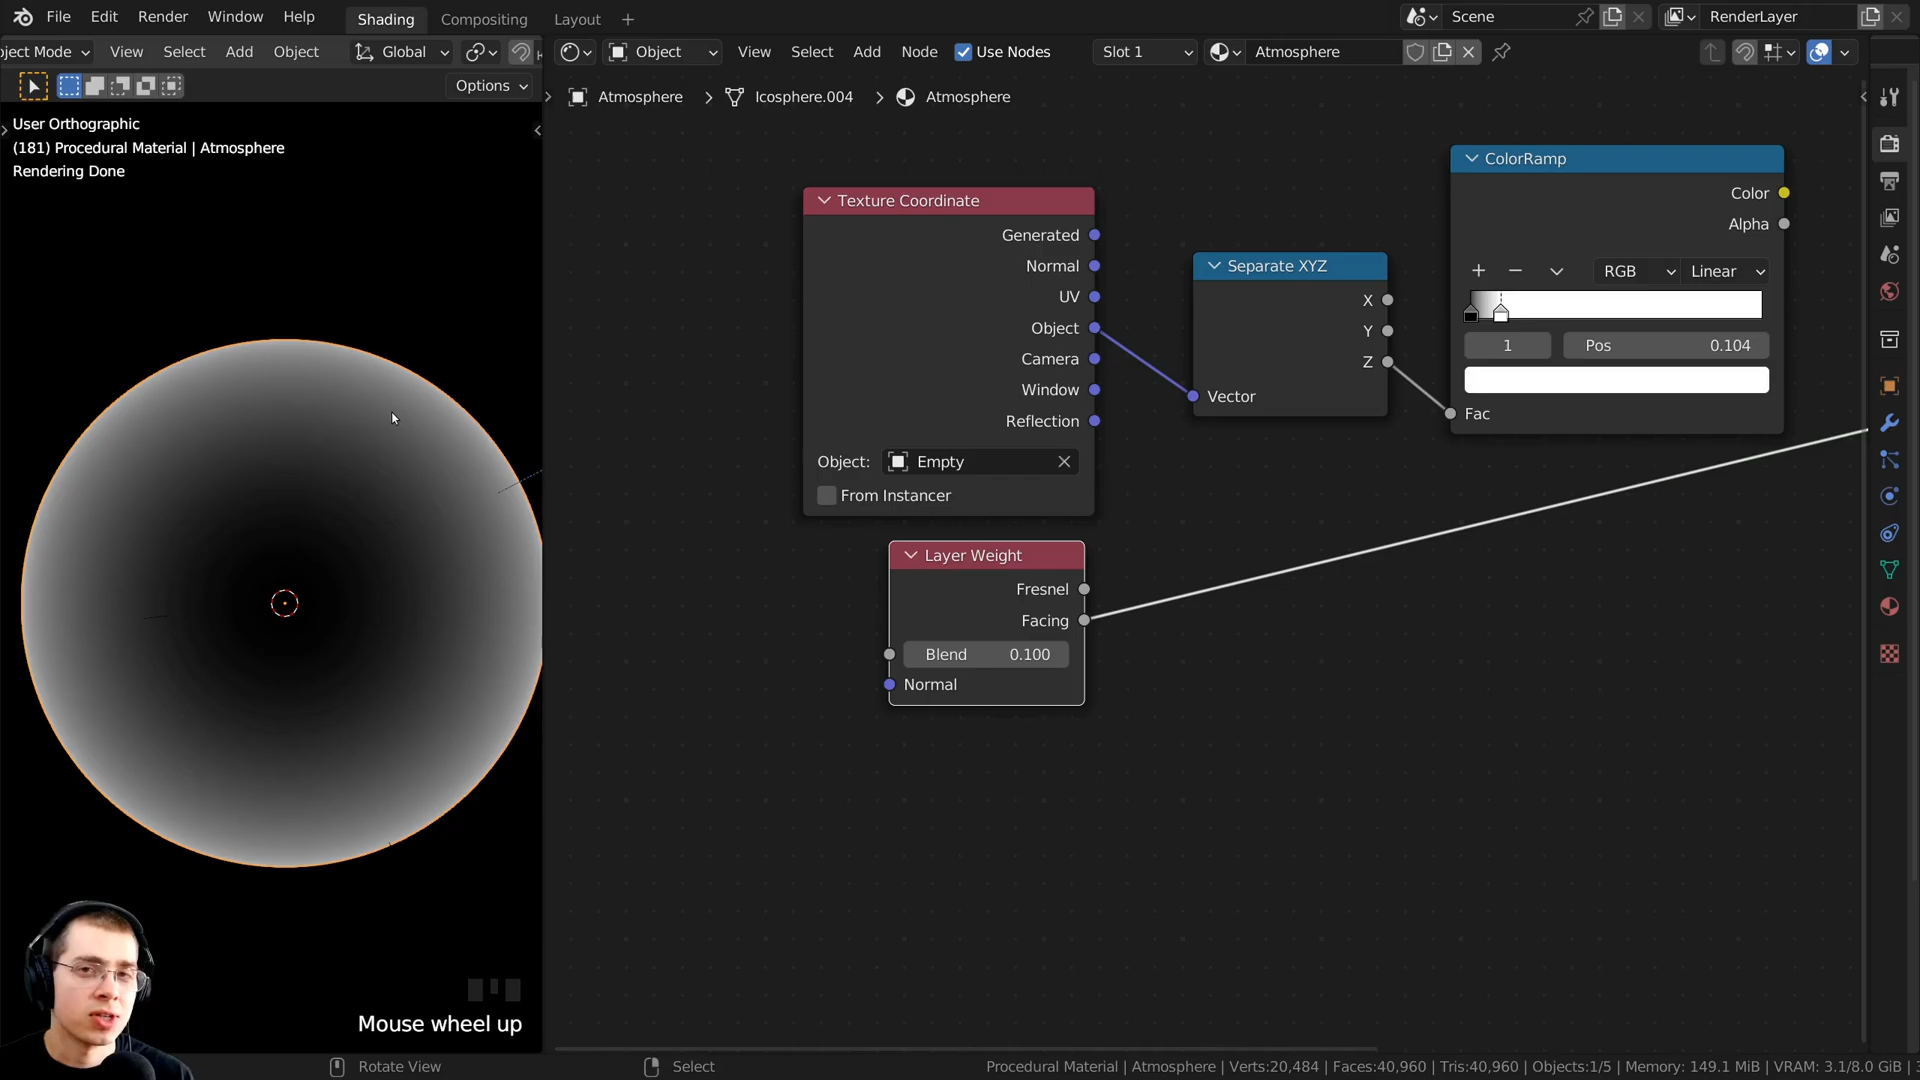 File Edit Render Window Help Shading Compositing Layout + Scene RenderLayer
ject Mode View Select Add Object Global Object View Select Add Node Use Nodes Slot 1 Atmosphere
Options
Atmosphere > Icosphere.004 > Atmosphere
User Orthographic
(181) Procedural Material | Atmosphere
Rendering Done
Texture Coordinate
Generated
Normal
UV
Object
Camera
Window
Reflection
Object: Empty
From Instancer
Separate XYZ
X
Y
Z
Vector
ColorRamp
Color
Alpha
RGB Linear
1 Pos 0.104
Fac
Layer Weight
Fresnel
Facing
Blend 0.100
Normal
Mouse wheel up
Rotate View Select Procedural Material | Atmosphere | Verts:20,484 | Faces:40,960 | Tris:40,960 | Objects:1/5 | Memory: 149.1 MiB | VRAM: 3.1/8.0 GiB |